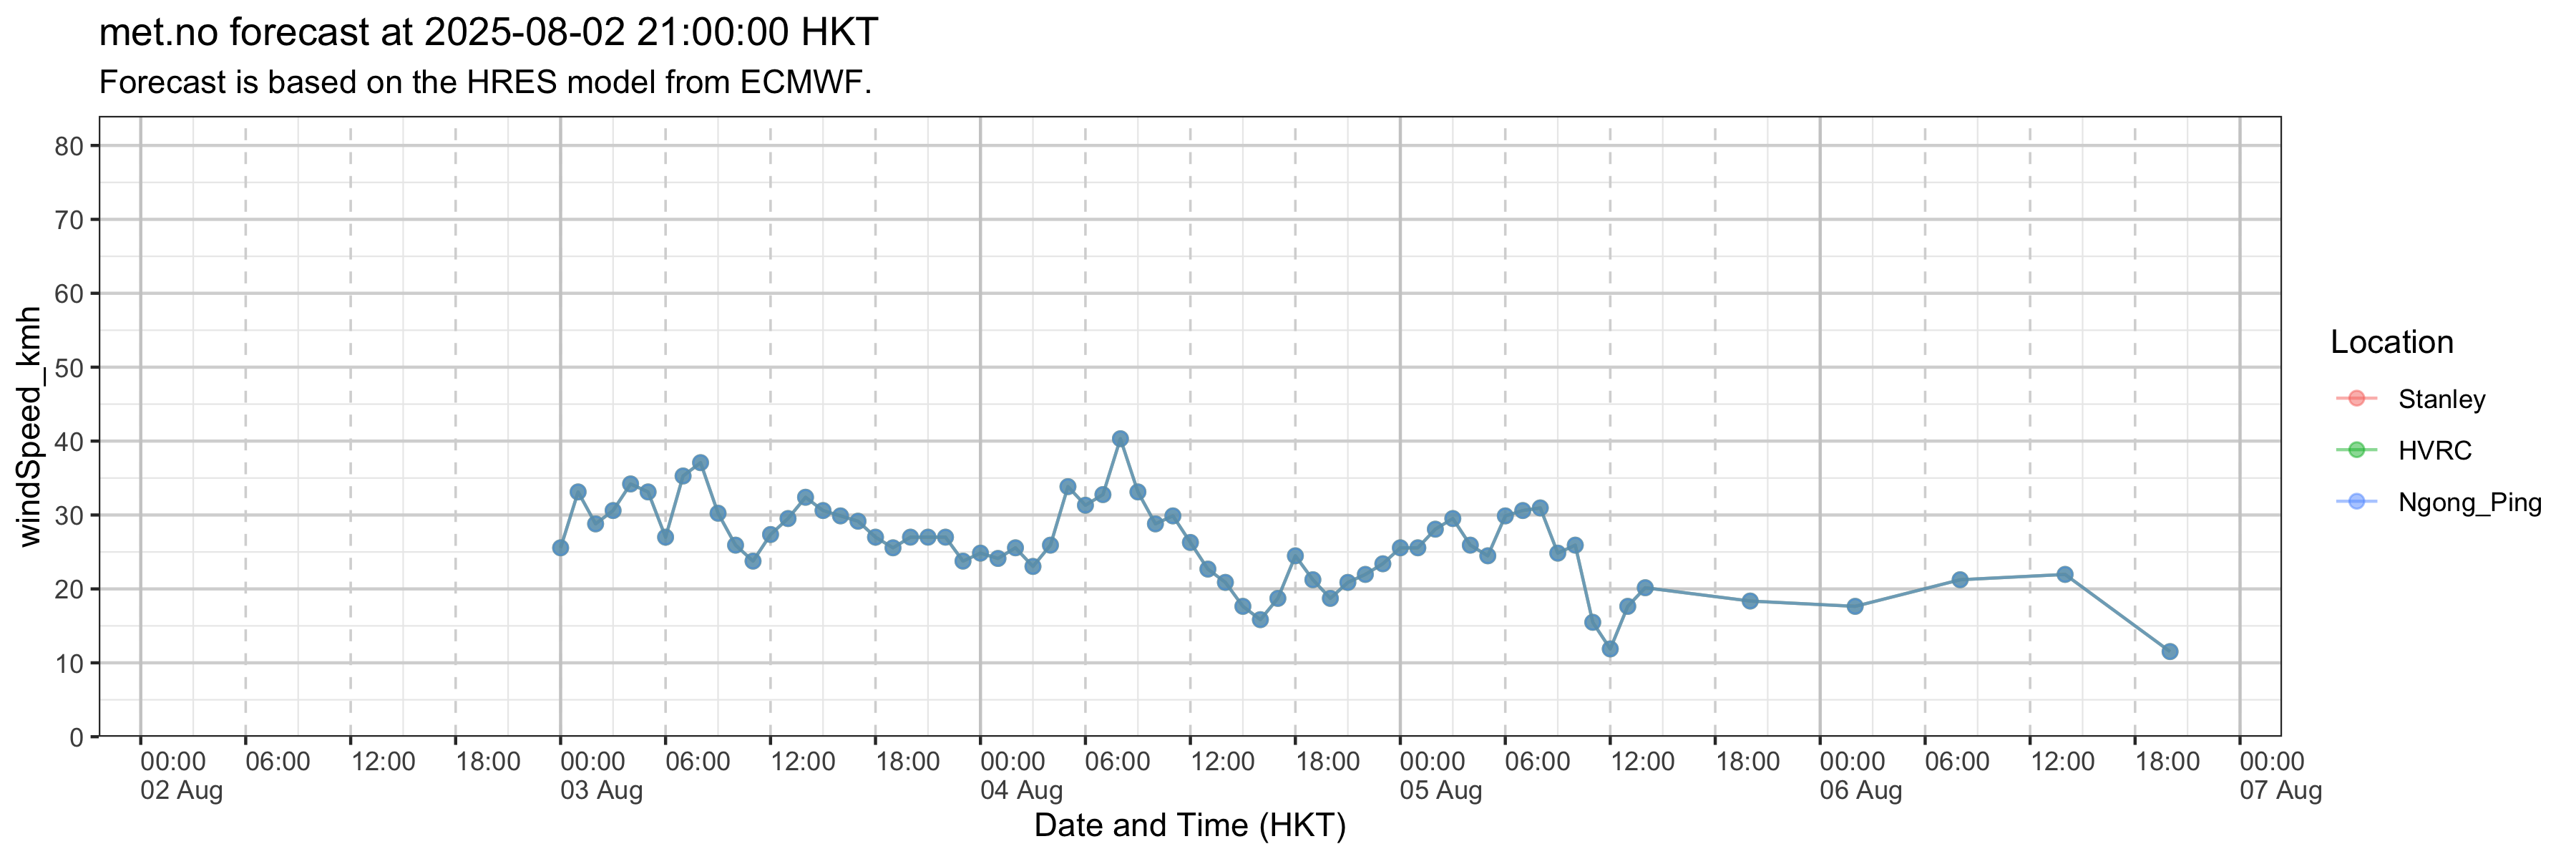 met.no forecast at 2025-08-02 21:00:00 HKT
Forecast is based on the HRES model from ECMWF.
windSpeed_kmh
80
70
60
50
40
30
20
10
0
00:00 06:00 12:00 18:00 00:00 06:00 12:00 18:00 00:00 06:00 12:00 18:00 00:00 06:00 12:00 18:00 00:00 06:00 12:00 18:00 00:00
02 Aug 03 Aug 04 Aug 05 Aug 06 Aug 07 Aug
Date and Time (HKT)
Location
Stanley
HVRC
Ngong_Ping